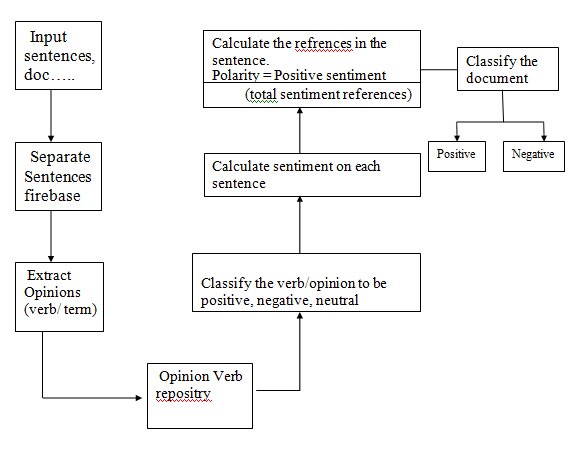 Input
sentences,
doc…..
Separate
Sentences
firebase
Extract
Opinions
(verb/ term)
Opinion Verb
repositry
Classify the verb/opinion to be
positive, negative, neutral
Calculate sentiment on each
sentence
Calculate the refrences in the
sentence.
Polarity = Positive sentiment
(total sentiment references)
Classify the
document
Positive
Negative